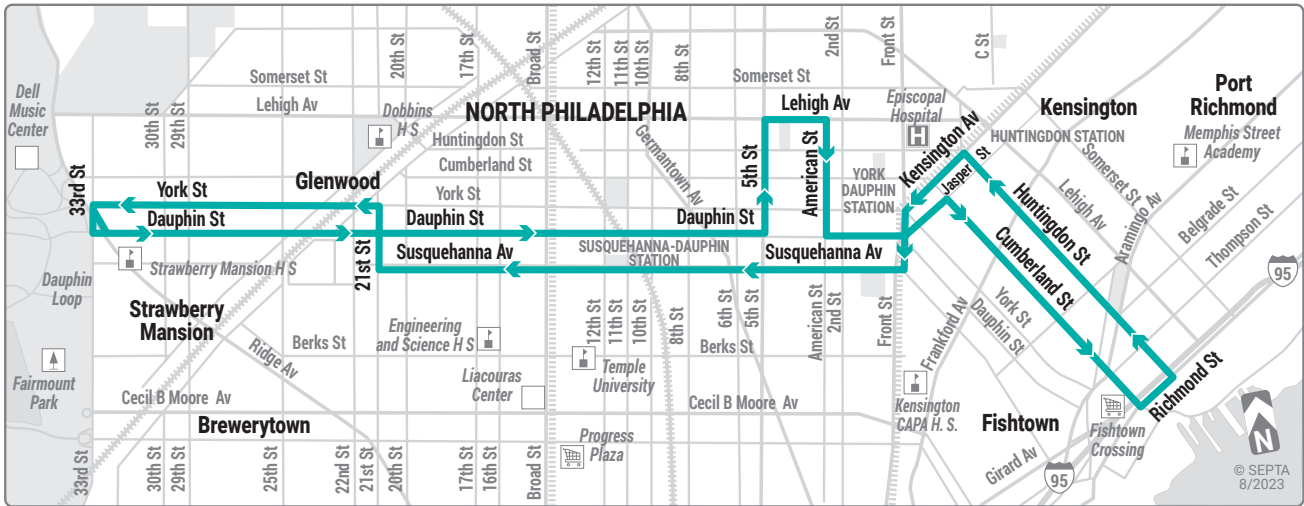 20th St
17th St
Broad St
12th St
11th St
10th St
8th St
2nd St
Front St
C St
Somerset St
Somerset St
Lehigh Av
Dell
Music
Center
30th St
29th St
Dobbins
H S
NORTH PHILADELPHIA
Lehigh Av
Episcopal
Hospital
Kensington
Port
Richmond
Huntingdon St
Cumberland St
York St
Germantown Av
HUNTINGDON STATION
Memphis Street
Academy
Kensington Av
Jasper St
Somerset St
Lehigh Av
Aramingo Av
Belgrade St
Thompson St
33rd St
York St
Glenwood
5th St
American St
YORK
DAUPHIN
STATION
Dauphin St
Dauphin St
Dauphin St
Huntingdon St
Cumberland St
21st St
Susquehanna Av
SUSQUEHANNA-DAUPHIN
STATION
Susquehanna Av
Strawberry Mansion H S
Dauphin
Loop
95
Strawberry
Mansion
Engineering
and Science H S
12th St
11th St
10th St
8th St
6th St
5th St
American St
2nd St
Front St
York St
Dauphin St
Frankford Av
Berks St
Ridge Av
Berks St
Temple
University
Fairmount
Park
Liacouras
Center
Richmond St
Cecil B Moore Av
Cecil B Moore Av
Kensington
CAPA H. S.
Brewerytown
Fishtown
Fishtown
Crossing
Girard Av
Progress
Plaza
33rd St
30th St
29th St
25th St
22nd St
21st St
20th St
17th St
16th St
Broad St
95
N
© SEPTA
8/2023